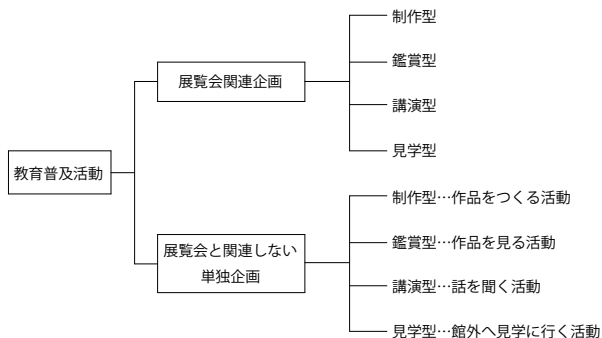 教育普及活動
展覧会関連企画
制作型
鑑賞型
講演型
見学型
展覧会と関連しない
単独企画
制作型…作品をつくる活動
鑑賞型…作品を見る活動
講演型…話を聞く活動
見学型…館外へ見学に行く活動